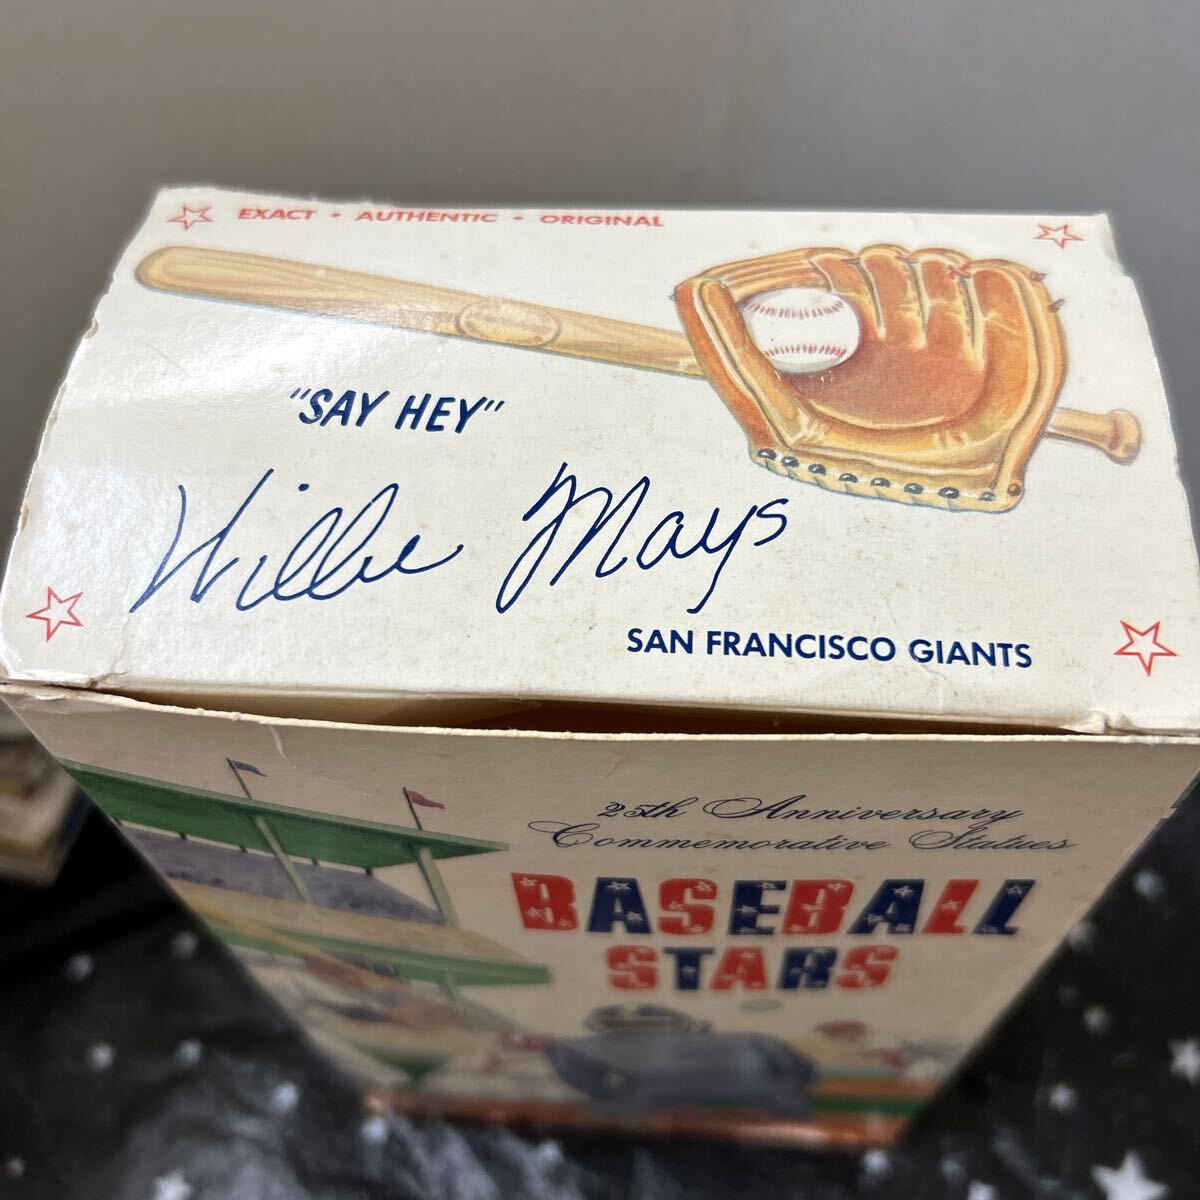 EXACT • AUTHENTIC • ORIGINAL
"SAY HEY"
Willie Mays
SAN FRANCISCO GIANTS
25th Anniversary
Commemorative Statues
BASEBALL
STARS